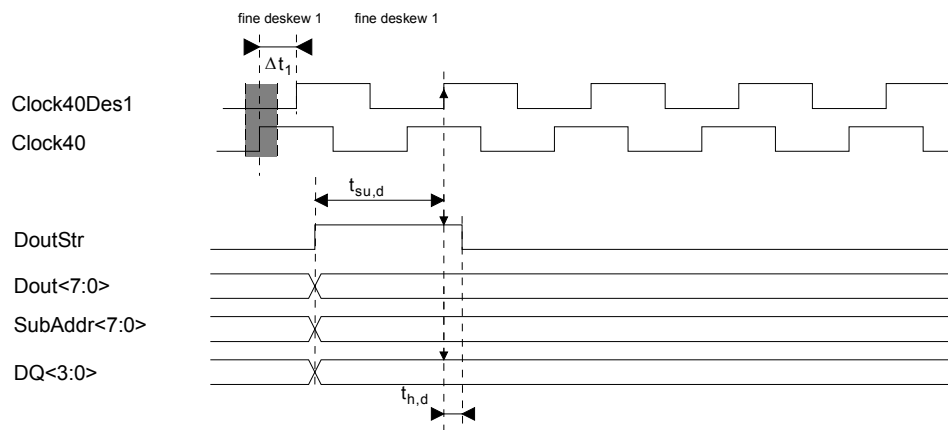 fine deskew 1 fine deskew 1
Δt1
Clock40Des1
Clock40
tsu,d
DoutStr
Dout<7:0>
SubAddr<7:0>
DQ<3:0>
th,d